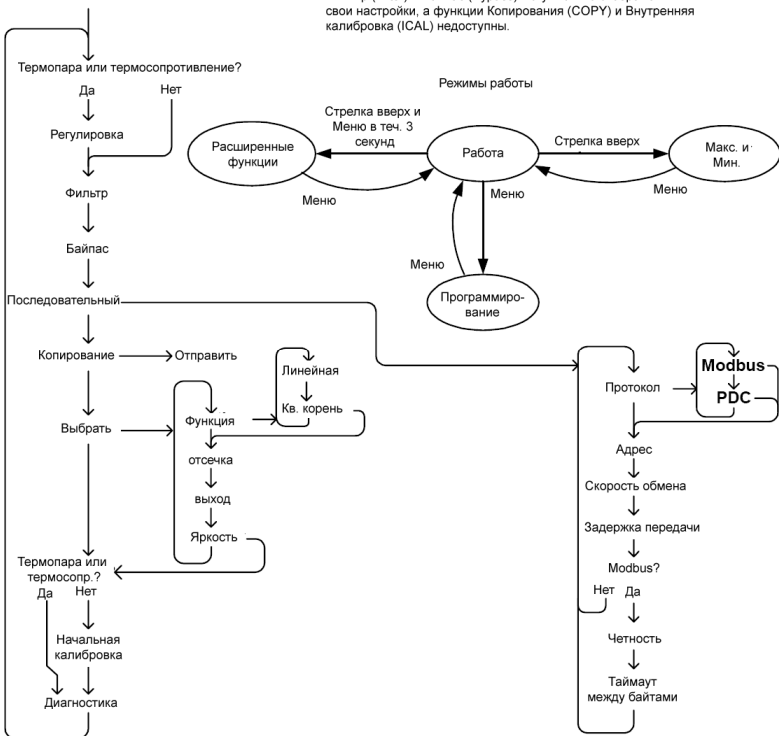 свои настройки, а функции Копирования (COPY) и Внутренняя
калибровка (ICAL) недоступны.
Термопара или термосопротивление?
Да
Нет
Регулировка
Фильтр
Байпас
Последовательный
Копирование
Отправить
Выбрать
Режимы работы
Стрелка вверх и
Меню в теч. 3
секунд
Расширенные
функции
Работа
Стрелка вверх
Макс. и
Мин.
Меню
Меню
Меню
Меню
Программиро-
вание
Функция
Линейная
Кв. корень
отсечка
выход
Яркость
Термопара или
термосопр.?
Да
Нет
Начальная
калибровка
Диагностика
Протокол
Modbus
PDC
Адрес
Скорость обмена
Задержка передачи
Modbus?
Нет
Да
Четность
Таймаут
между байтами